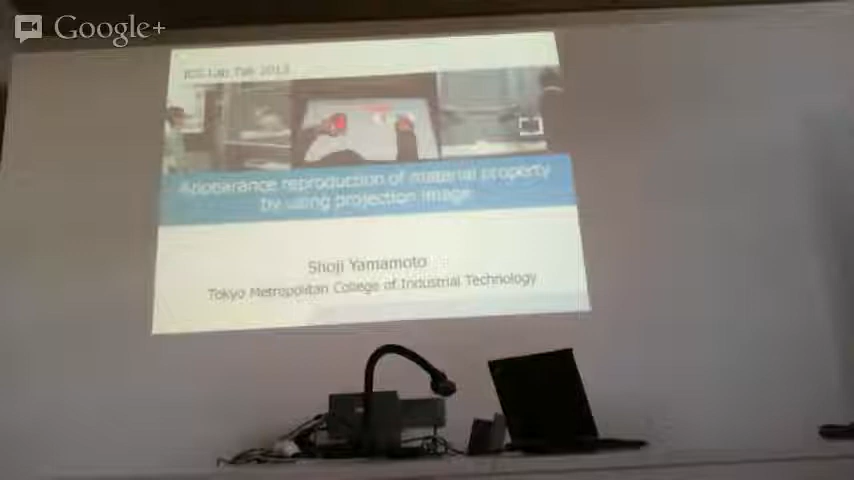 Google+
Lab Talk 2013
Appearance reproduction of material property
by using projection image
Shoji Yamamoto
Tokyo Metropolitan College of Industrial Technology